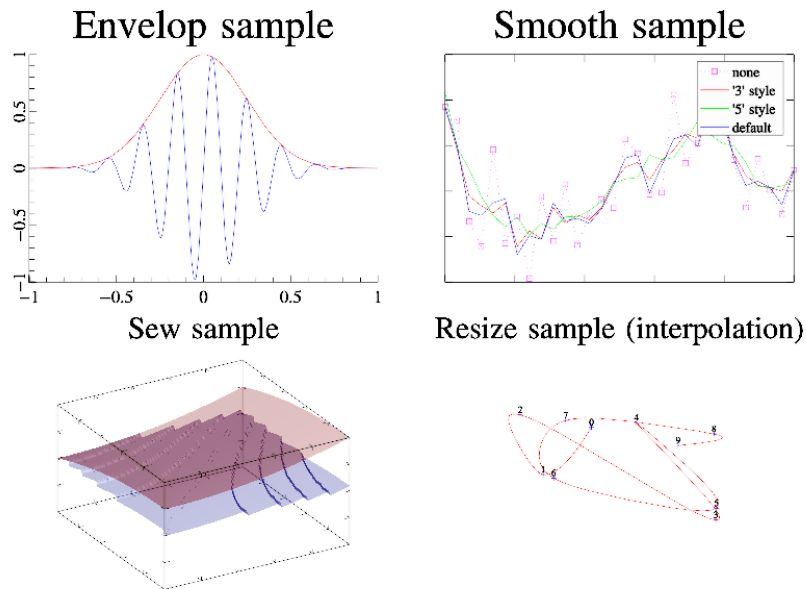 Envelop sample
Smooth sample
1
0.5
0
−0.5
−1
−1 −0.5 0 0.5 1
none
'3' style
'5' style
default
Sew sample
Resize sample (interpolation)
2
7
0
4
8
9
1
6
5
3